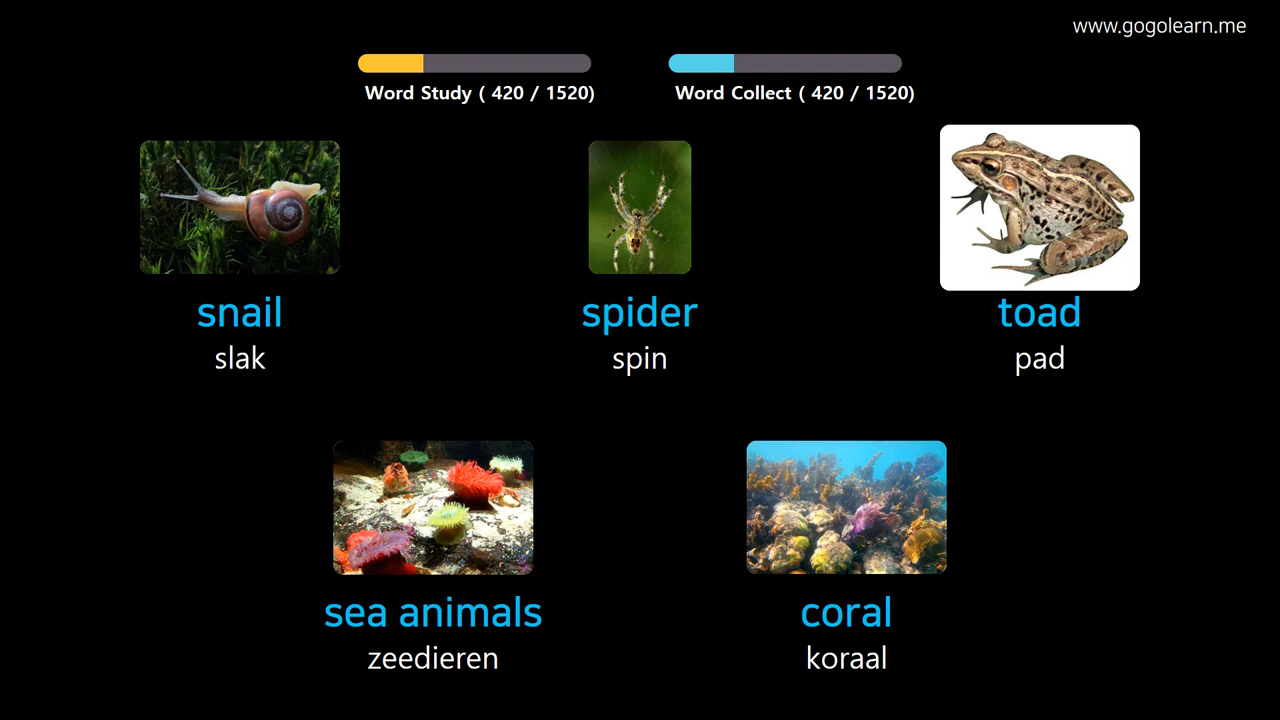 www.gogolearn.me
Word Study ( 420 / 1520)
Word Collect ( 420 / 1520)
snail
slak
spider
spin
toad
pad
sea animals
zeedieren
coral
koraal